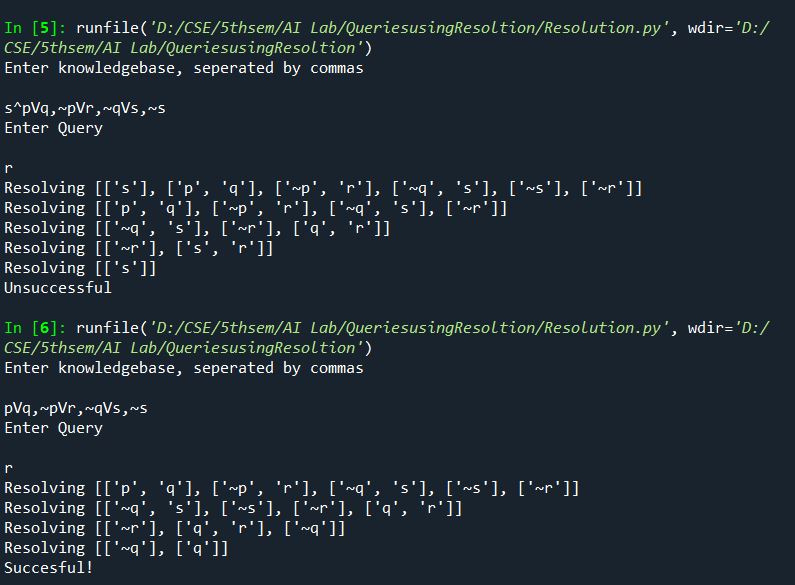 In [5]: runfile('D:/CSE/5thsem/AI Lab/QueriesusingResoltion/Resolution.py', wdir='D:/
CSE/5thsem/AI Lab/QueriesusingResoltion')
Enter knowledgebase, seperated by commas
s^pVq,~pVr,~qVs,~s
Enter Query
r
Resolving [['s'], ['p', 'q'], ['~p', 'r'], ['~q', 's'], ['~s'], ['~r']]
Resolving [['p', 'q'], ['~p', 'r'], ['~q', 's'], ['~r']]
Resolving [['~q', 's'], ['~r'], ['q', 'r']]
Resolving [['~r'], ['s', 'r']]
Resolving [['s']]
Unsuccessful
In [6]: runfile('D:/CSE/5thsem/AI Lab/QueriesusingResoltion/Resolution.py', wdir='D:/
CSE/5thsem/AI Lab/QueriesusingResoltion')
Enter knowledgebase, seperated by commas
pVq,~pVr,~qVs,~s
Enter Query
r
Resolving [['p', 'q'], ['~p', 'r'], ['~q', 's'], ['~s'], ['~r']]
Resolving [['~q', 's'], ['~s'], ['~r'], ['q', 'r']]
Resolving [['~r'], ['q', 'r'], ['~q']]
Resolving [['~q'], ['q']]
Succesful!